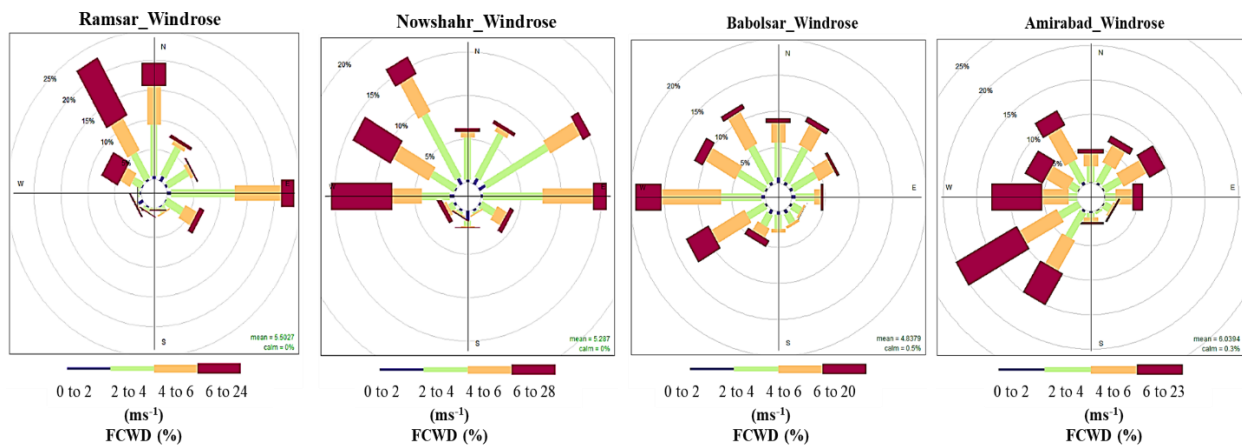 Ramsar_Windrose
N
25%
20%
15%
10%
W
E
S
mean = 5.5927
calm = 0%
0 to 2 2 to 4 4 to 6 6 to 24
(ms⁻¹)
FCWD (%)
Nowshahr_Windrose
N
20%
15%
10%
5%
E
S
mean = 5.287
calm = 0%
0 to 2 2 to 4 4 to 6 6 to 28
(ms⁻¹)
FCWD (%)
Babolsar_Windrose
N
20%
15%
10%
5%
W
E
S
mean = 4.8379
calm = 0.5%
0 to 2 2 to 4 4 to 6 6 to 20
(ms⁻¹)
FCWD (%)
Amirabad_Windrose
N
25%
20%
15%
10%
5%
W
E
S
mean = 6.0394
calm = 0.3%
0 to 2 2 to 4 4 to 6 6 to 23
(ms⁻¹)
FCWD (%)